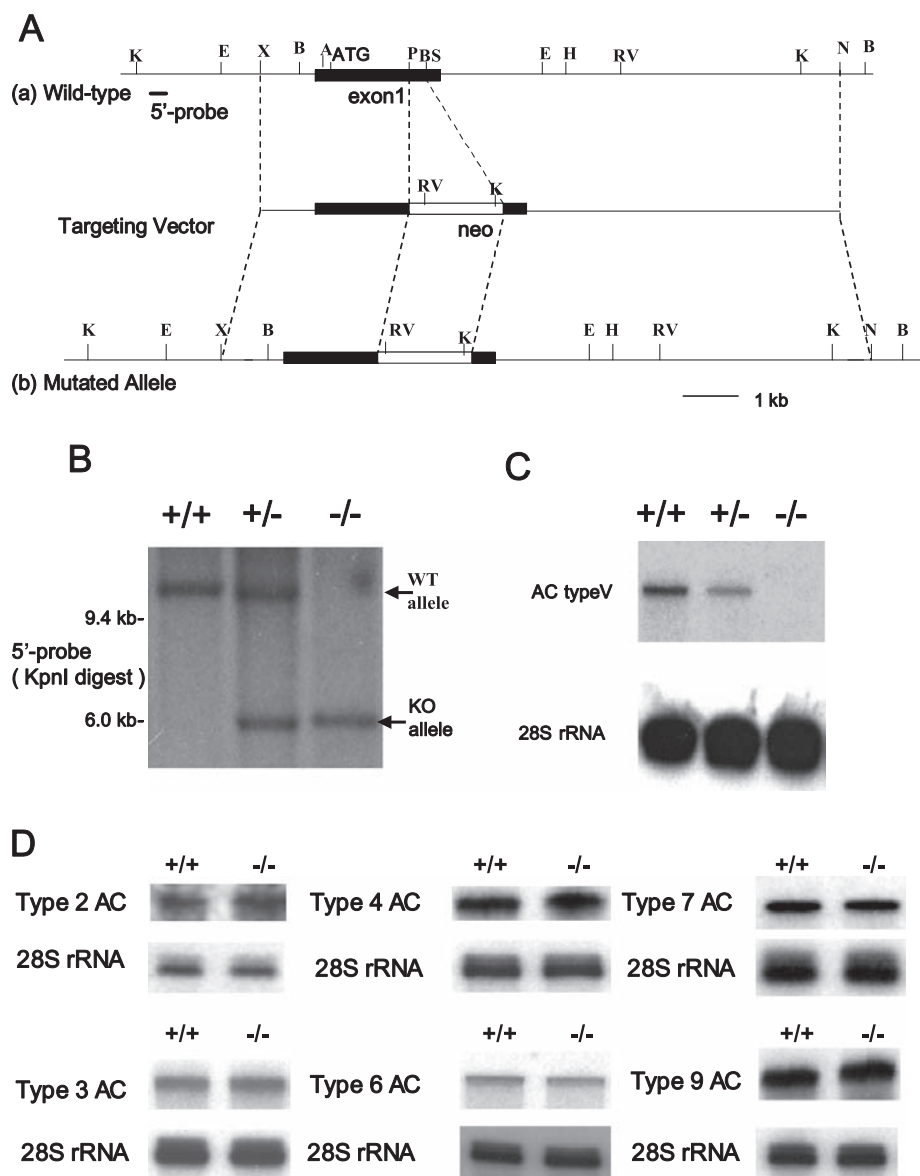 A
K E X B A ATG P BS E H RV K N B
(a) Wild-type
exon1
5'-probe
RV K
Targeting Vector
neo
K E X B RV K E H RV K N B
(b) Mutated Allele
1 kb
B
+/+ +/- -/-
WT
allele
9.4 kb-
5'-probe
( KpnI digest )
6.0 kb-
KO
allele
C
+/+ +/- -/-
AC typeV
28S rRNA
D
+/+ -/- +/+ -/- +/+ -/-
Type 2 AC Type 4 AC Type 7 AC
28S rRNA 28S rRNA 28S rRNA
+/+ -/- +/+ -/- +/+ -/-
Type 3 AC Type 6 AC Type 9 AC
28S rRNA 28S rRNA 28S rRNA